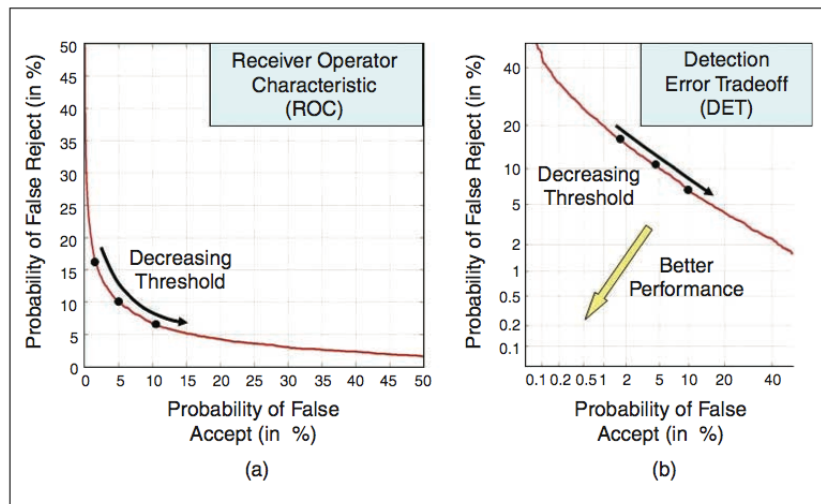 Receiver Operator
Characteristic
(ROC)
Probability of False Reject (in %)
50
45
40
35
30
25
20
15
10
5
0
Decreasing
Threshold
0 5 10 15 20 25 30 35 40 45 50
Probability of False
Accept (in %)
(a)
Detection
Error Tradeoff
(DET)
Probability of False Reject (in %)
40
20
10
5
2
1
0.5
0.2
0.1
Decreasing
Threshold
Better
Performance
0.1 0.2 0.5 1 2 5 10 20 40
Probability of False
Accept (in %)
(b)